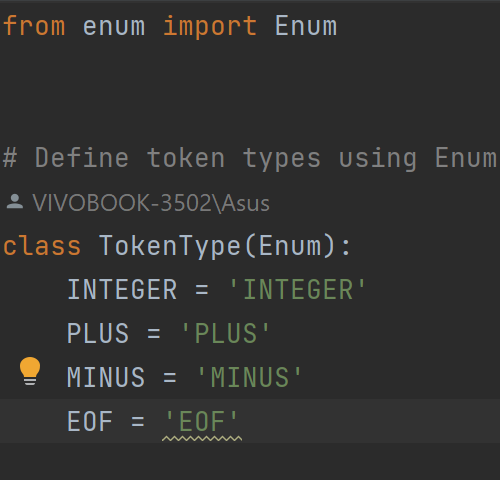 from enum import Enum
# Define token types using Enum
VIVOBOOK-3502\Asus
class TokenType(Enum):
    INTEGER = 'INTEGER'
    PLUS = 'PLUS'
    MINUS = 'MINUS'
    EOF = 'EOF'